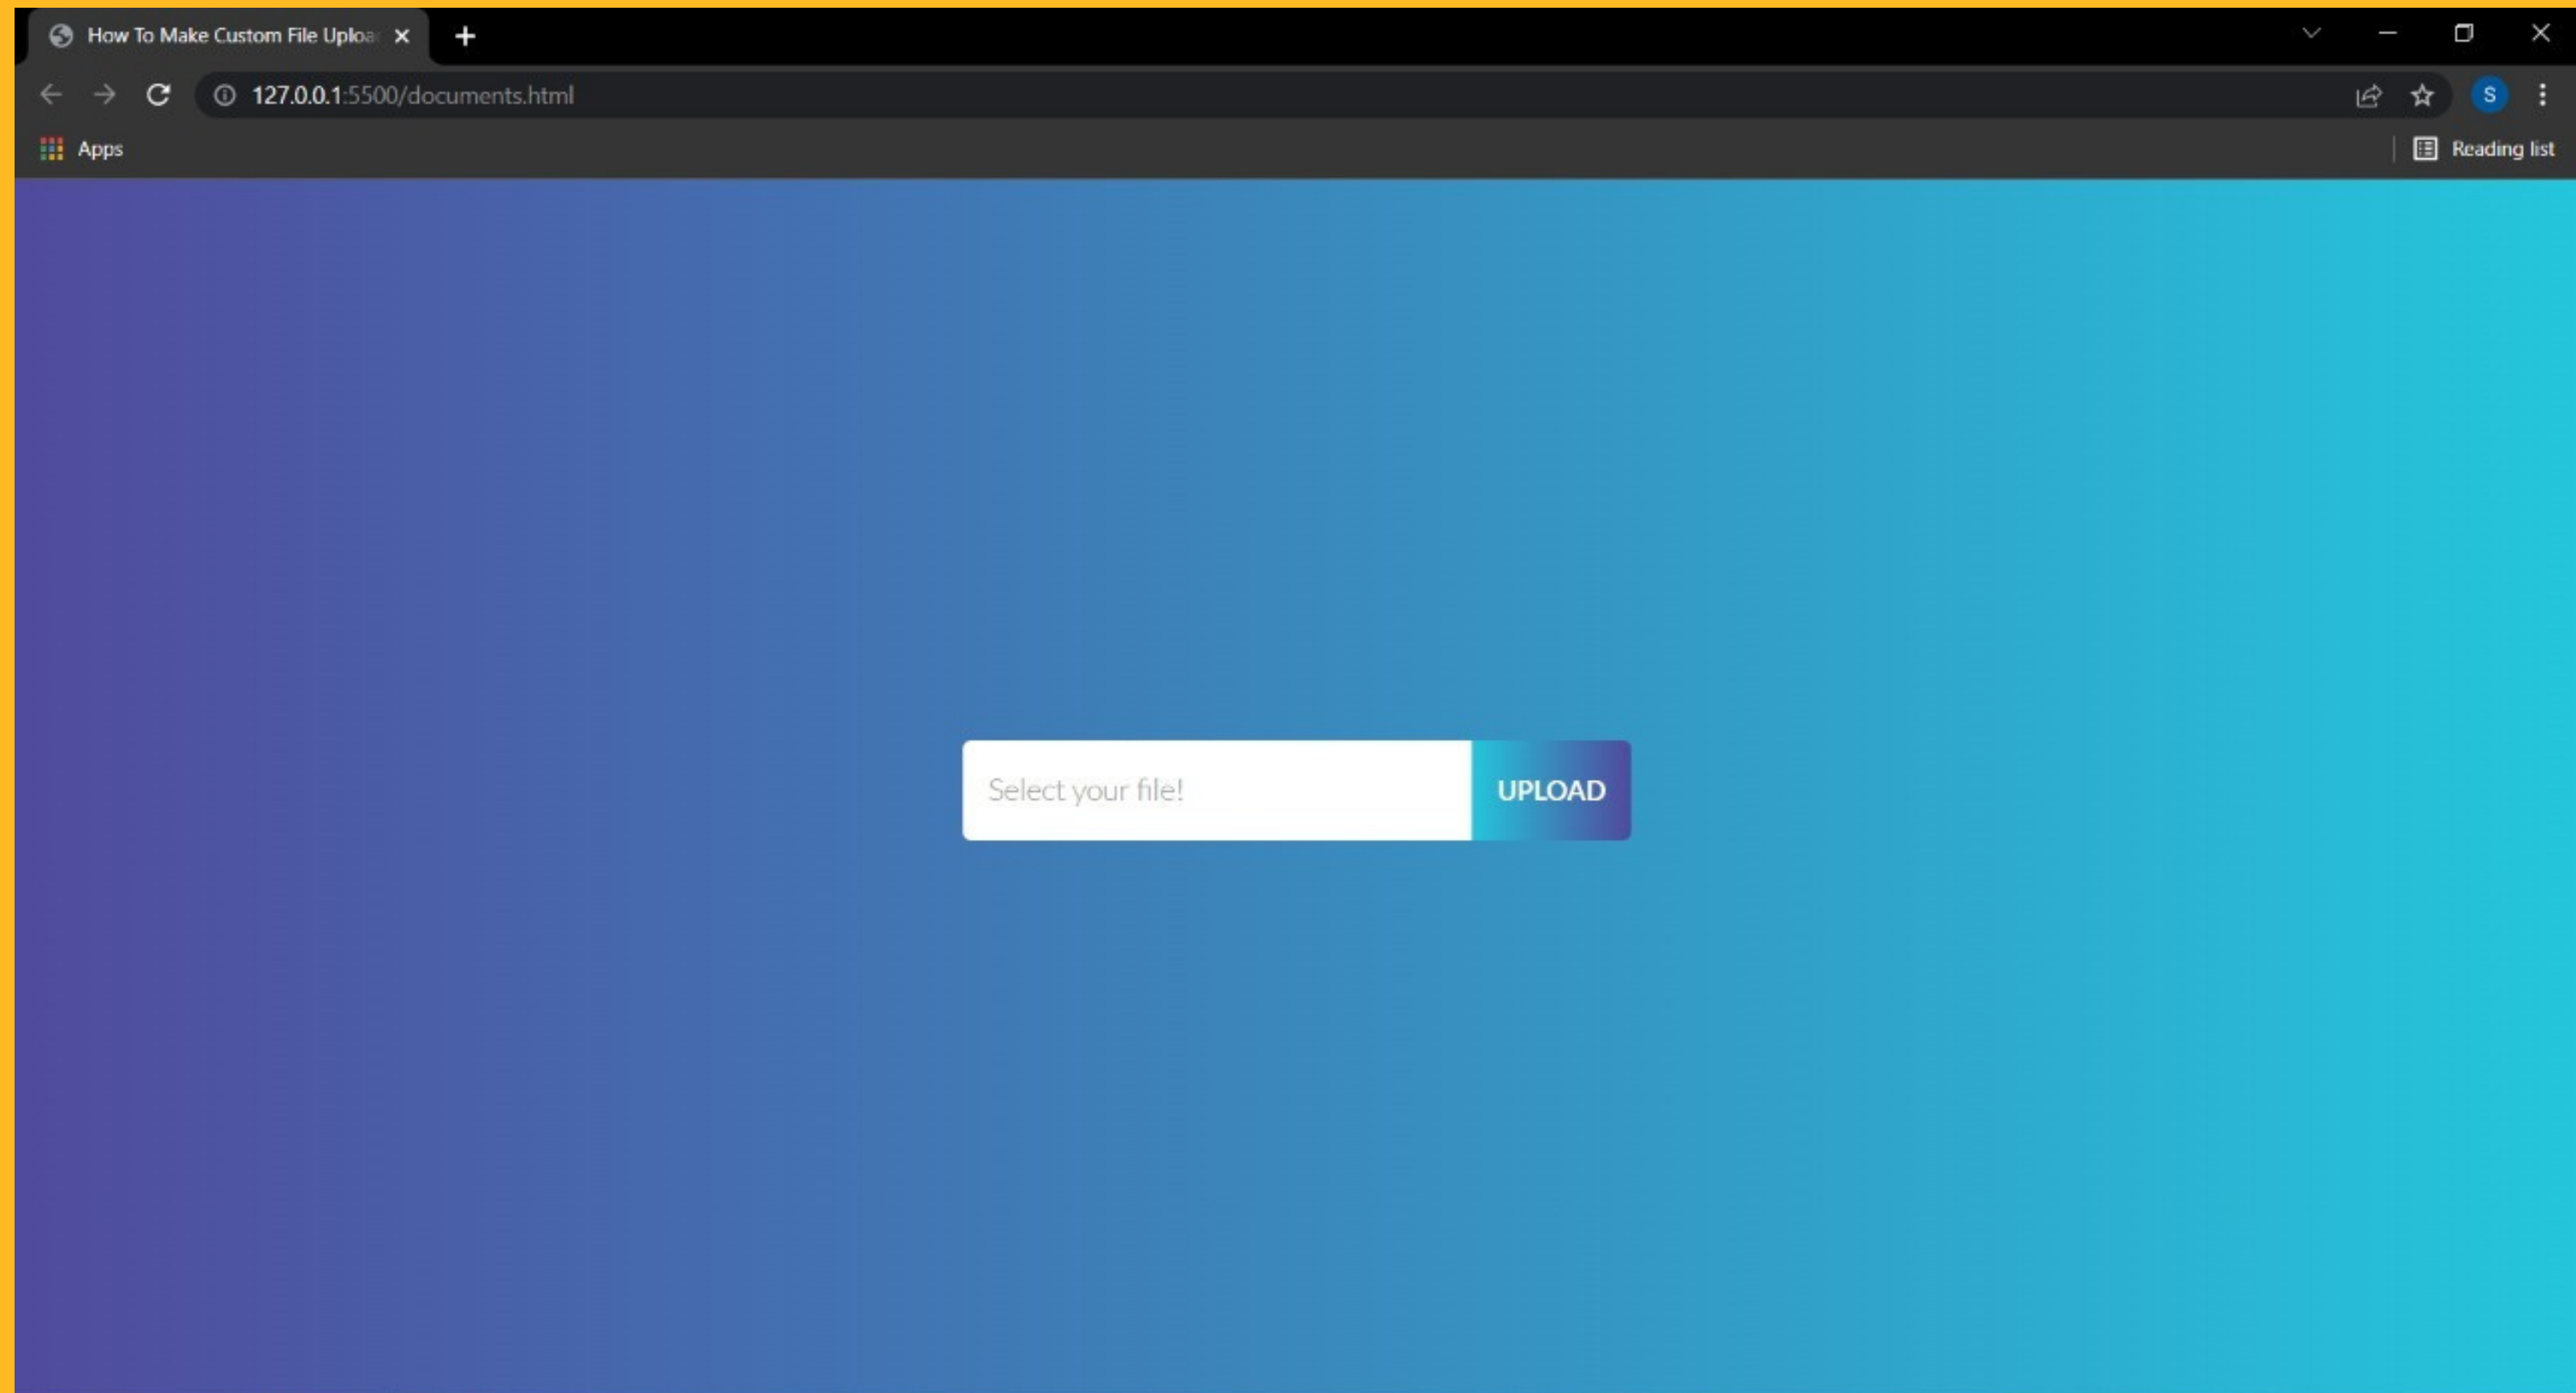 How To Make Custom File Uploa
127.0.0.1:5500/documents.html
S
Apps
Reading list
Select your file!
UPLOAD